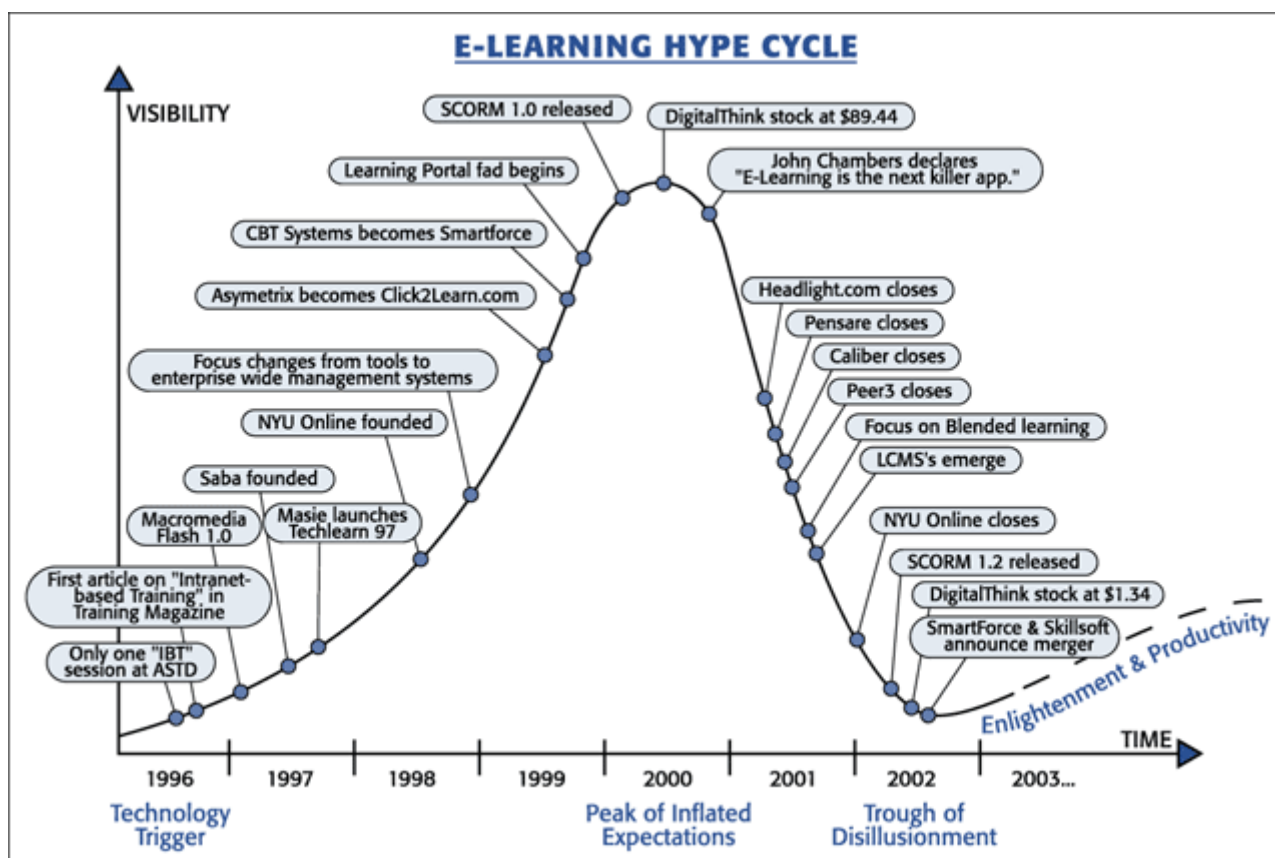 E-LEARNING HYPE CYCLE
VISIBILITY
SCORM 1.0 released
DigitalThink stock at $89.44
John Chambers declares
"E-Learning is the next killer app."
Learning Portal fad begins
CBT Systems becomes Smartforce
Asymetrix becomes Click2Learn.com
Focus changes from tools to
enterprise wide management systems
NYU Online founded
Saba founded
Masie launches
Techlearn 97
Macromedia
Flash 1.0
First article on "Intranet-
based Training" in
Training Magazine
Only one "IBT"
session at ASTD
Headlight.com closes
Pensare closes
Caliber closes
Peer3 closes
Focus on Blended learning
LCMS's emerge
NYU Online closes
SCORM 1.2 released
DigitalThink stock at $1.34
SmartForce & Skillsoft
announce merger
Enlightenment & Productivity
TIME
1996
1997
1998
1999
2000
2001
2002
2003...
Technology
Trigger
Peak of Inflated
Expectations
Trough of
Disillusionment